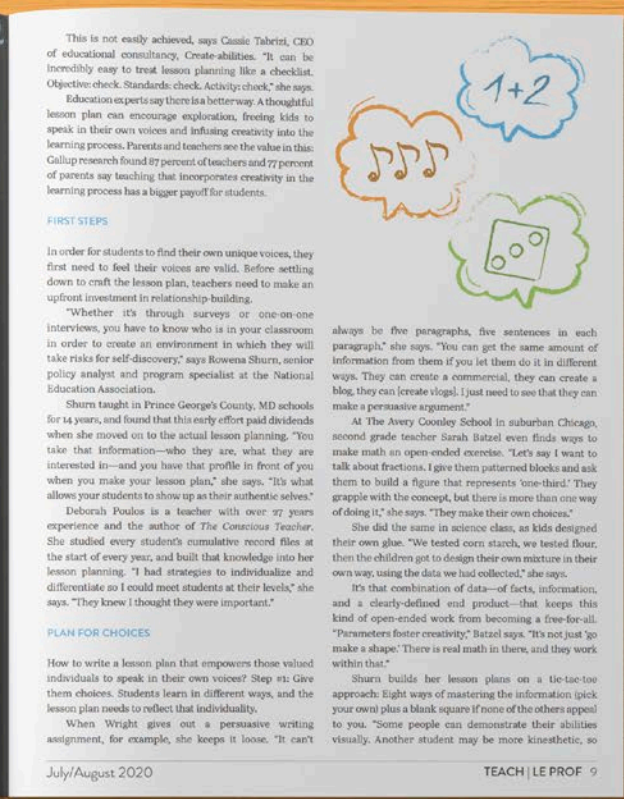 This is not easily achieved, says Cassie Tabrizi, CEO
of educational consultancy, Create-abilities. "It can be
incredibly easy to treat lesson planning like a checklist.
Objective: check. Standards: check. Activity: check," she says.
Education experts say there is a better way. A thoughtful
lesson plan can encourage exploration, freeing kids to
speak in their own voices and infusing creativity into the
learning process. Parents and teachers see the value in this:
Gallup research found 87 percent of teachers and 77 percent
of parents say teaching that incorporates creativity in the
learning process has a bigger payoff for students.
FIRST STEPS
In order for students to find their own unique voices, they
first need to feel their voices are valid. Before settling
down to craft the lesson plan, teachers need to make an
upfront investment in relationship-building.
"Whether it's through surveys or one-on-one
interviews, you have to know who is in your classroom
in order to create an environment in which they will
take risks for self-discovery," says Rowena Shurn, senior
policy analyst and program specialist at the National
Education Association.
Shurn taught in Prince George's County, MD schools
for 14 years, and found that this early effort paid dividends
when she moved on to the actual lesson planning. "You
take that information—who they are, what they are
interested in—and you have that profile in front of you
when you make your lesson plan," she says. "It's what
allows your students to show up as their authentic selves."
Deborah Poulos is a teacher with over 27 years
experience and the author of The Conscious Teacher.
She studied every student's cumulative record files at
the start of every year, and built that knowledge into her
lesson planning. "I had strategies to individualize and
differentiate so I could meet students at their levels," she
says. "They knew I thought they were important."
PLAN FOR CHOICES
How to write a lesson plan that empowers those valued
individuals to speak in their own voices? Step #1: Give
them choices. Students learn in different ways, and the
lesson plan needs to reflect that individuality.
When Wright gives out a persuasive writing
assignment, for example, she keeps it loose. "It can't
1+2
always be five paragraphs, five sentences in each
paragraph," she says. "You can get the same amount of
information from them if you let them do it in different
ways. They can create a commercial, they can create a
blog, they can [create vlogs]. I just need to see that they can
make a persuasive argument."
At The Avery Coonley School in suburban Chicago,
second grade teacher Sarah Batzel even finds ways to
make math an open-ended exercise. "Let's say I want to
talk about fractions. I give them patterned blocks and ask
them to build a figure that represents 'one-third.' They
grapple with the concept, but there is more than one way
of doing it," she says. "They make their own choices."
She did the same in science class, as kids designed
their own glue. "We tested corn starch, we tested flour,
then the children got to design their own mixture in their
own way, using the data we had collected," she says.
It's that combination of data—of facts, information,
and a clearly-defined end product—that keeps this
kind of open-ended work from becoming a free-for-all.
"Parameters foster creativity," Batzel says. "It's not just 'go
make a shape.' There is real math in there, and they work
within that."
Shurn builds her lesson plans on a tic-tac-toe
approach: Eight ways of mastering the information (pick
your own) plus a blank square if none of the others appeal
to you. "Some people can demonstrate their abilities
visually. Another student may be more kinesthetic, so
July/August 2020
TEACH | LE PROF 9